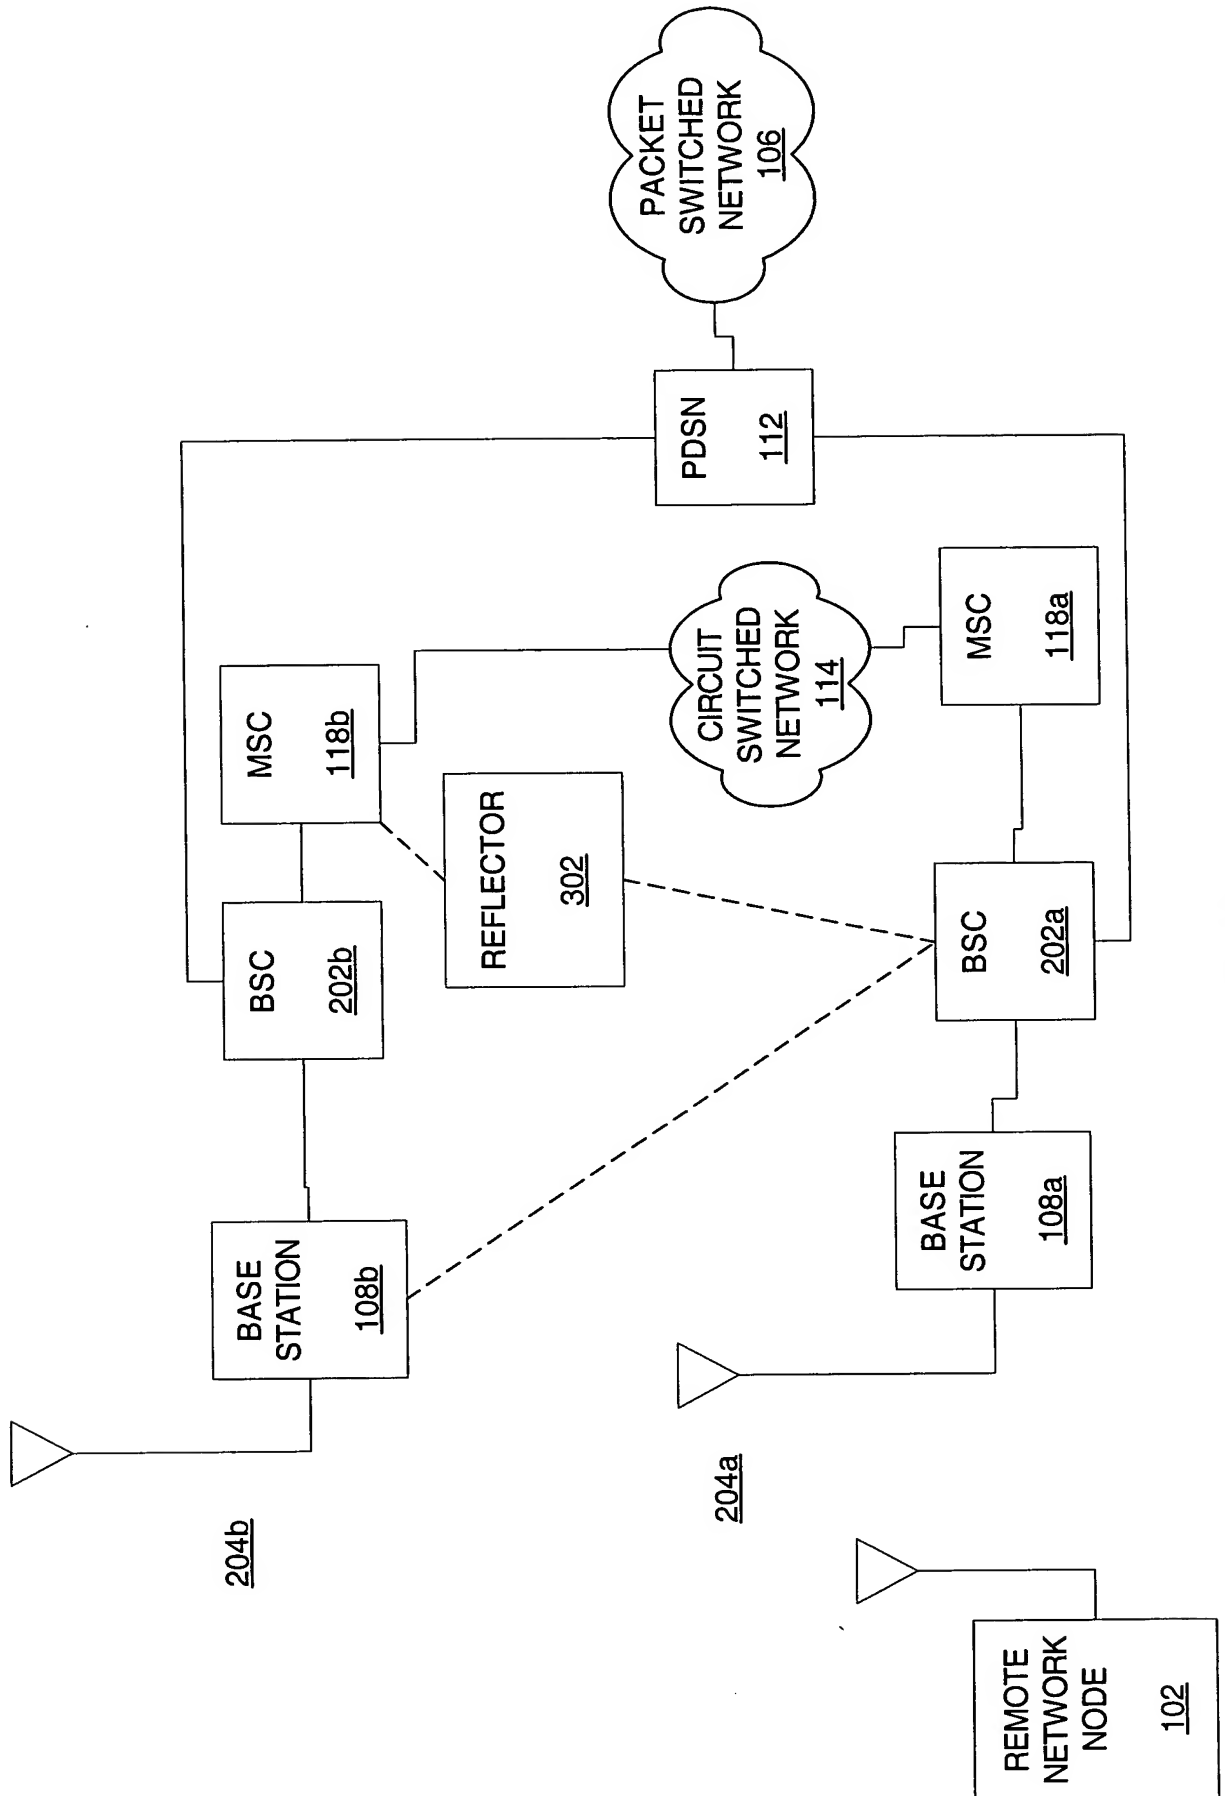 204b
BASE
STATION
108b
BSC
202b
MSC
118b
REFLECTOR
302
REMOTE
NETWORK
NODE
102
204a
BASE
STATION
108a
BSC
202a
MSC
118a
CIRCUIT
SWITCHED
NETWORK
114
PDSN
112
PACKET
SWITCHED
NETWORK
106